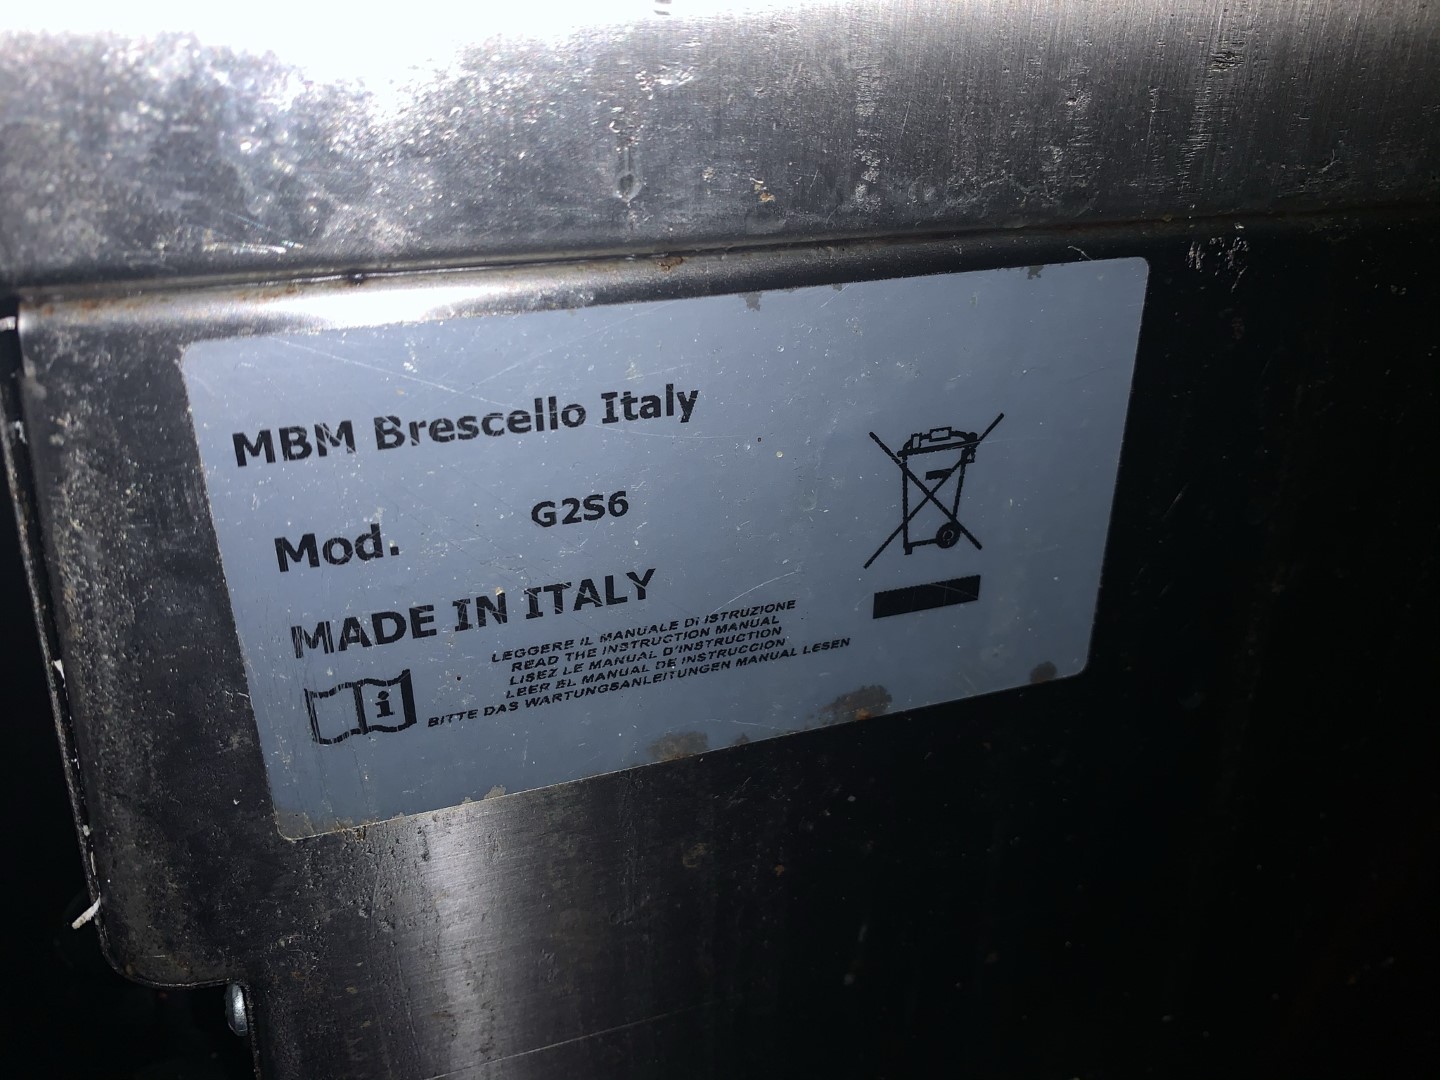 MBM Brescello Italy
Mod. G2S6
MADE IN ITALY
LEGGERE IL MANUALE DI ISTRUZIONE
READ THE INSTRUCTION MANUAL
LISEZ LE MANUAL D'INSTRUCTION
LEER EL MANUAL DE INSTRUCCION
BITTE DAS WARTUNGSANLEITUNGEN MANUAL LESEN